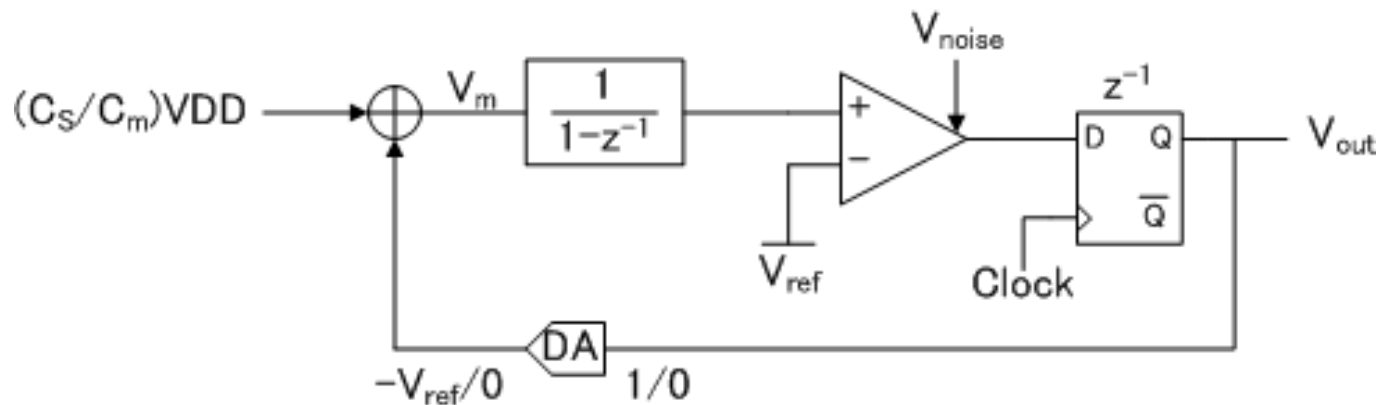 V_noise
(C_S/C_m)VDD
V_m
1
1-z^-1
+
−
z^-1
D Q
Q̅
V_out
V_ref
Clock
DA
-V_ref/0
1/0